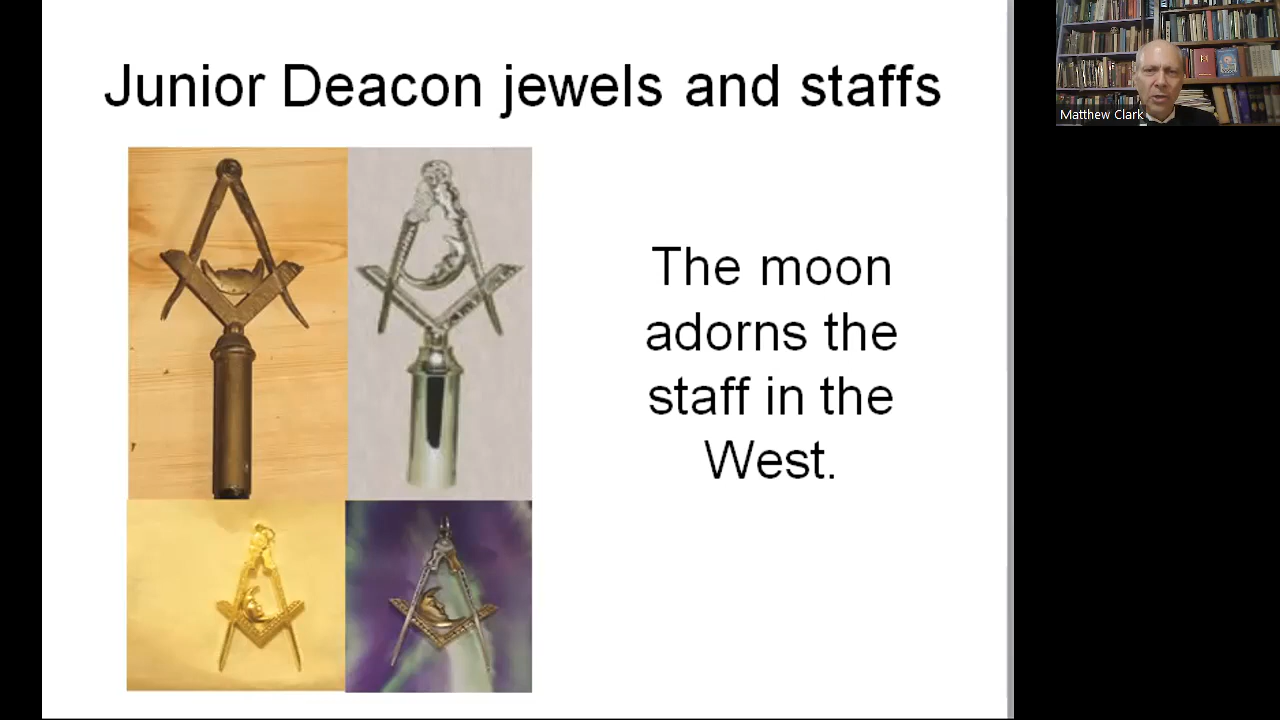 Junior Deacon jewels and staffs
The moon
adorns the
staff in the
West.
Matthew Clark